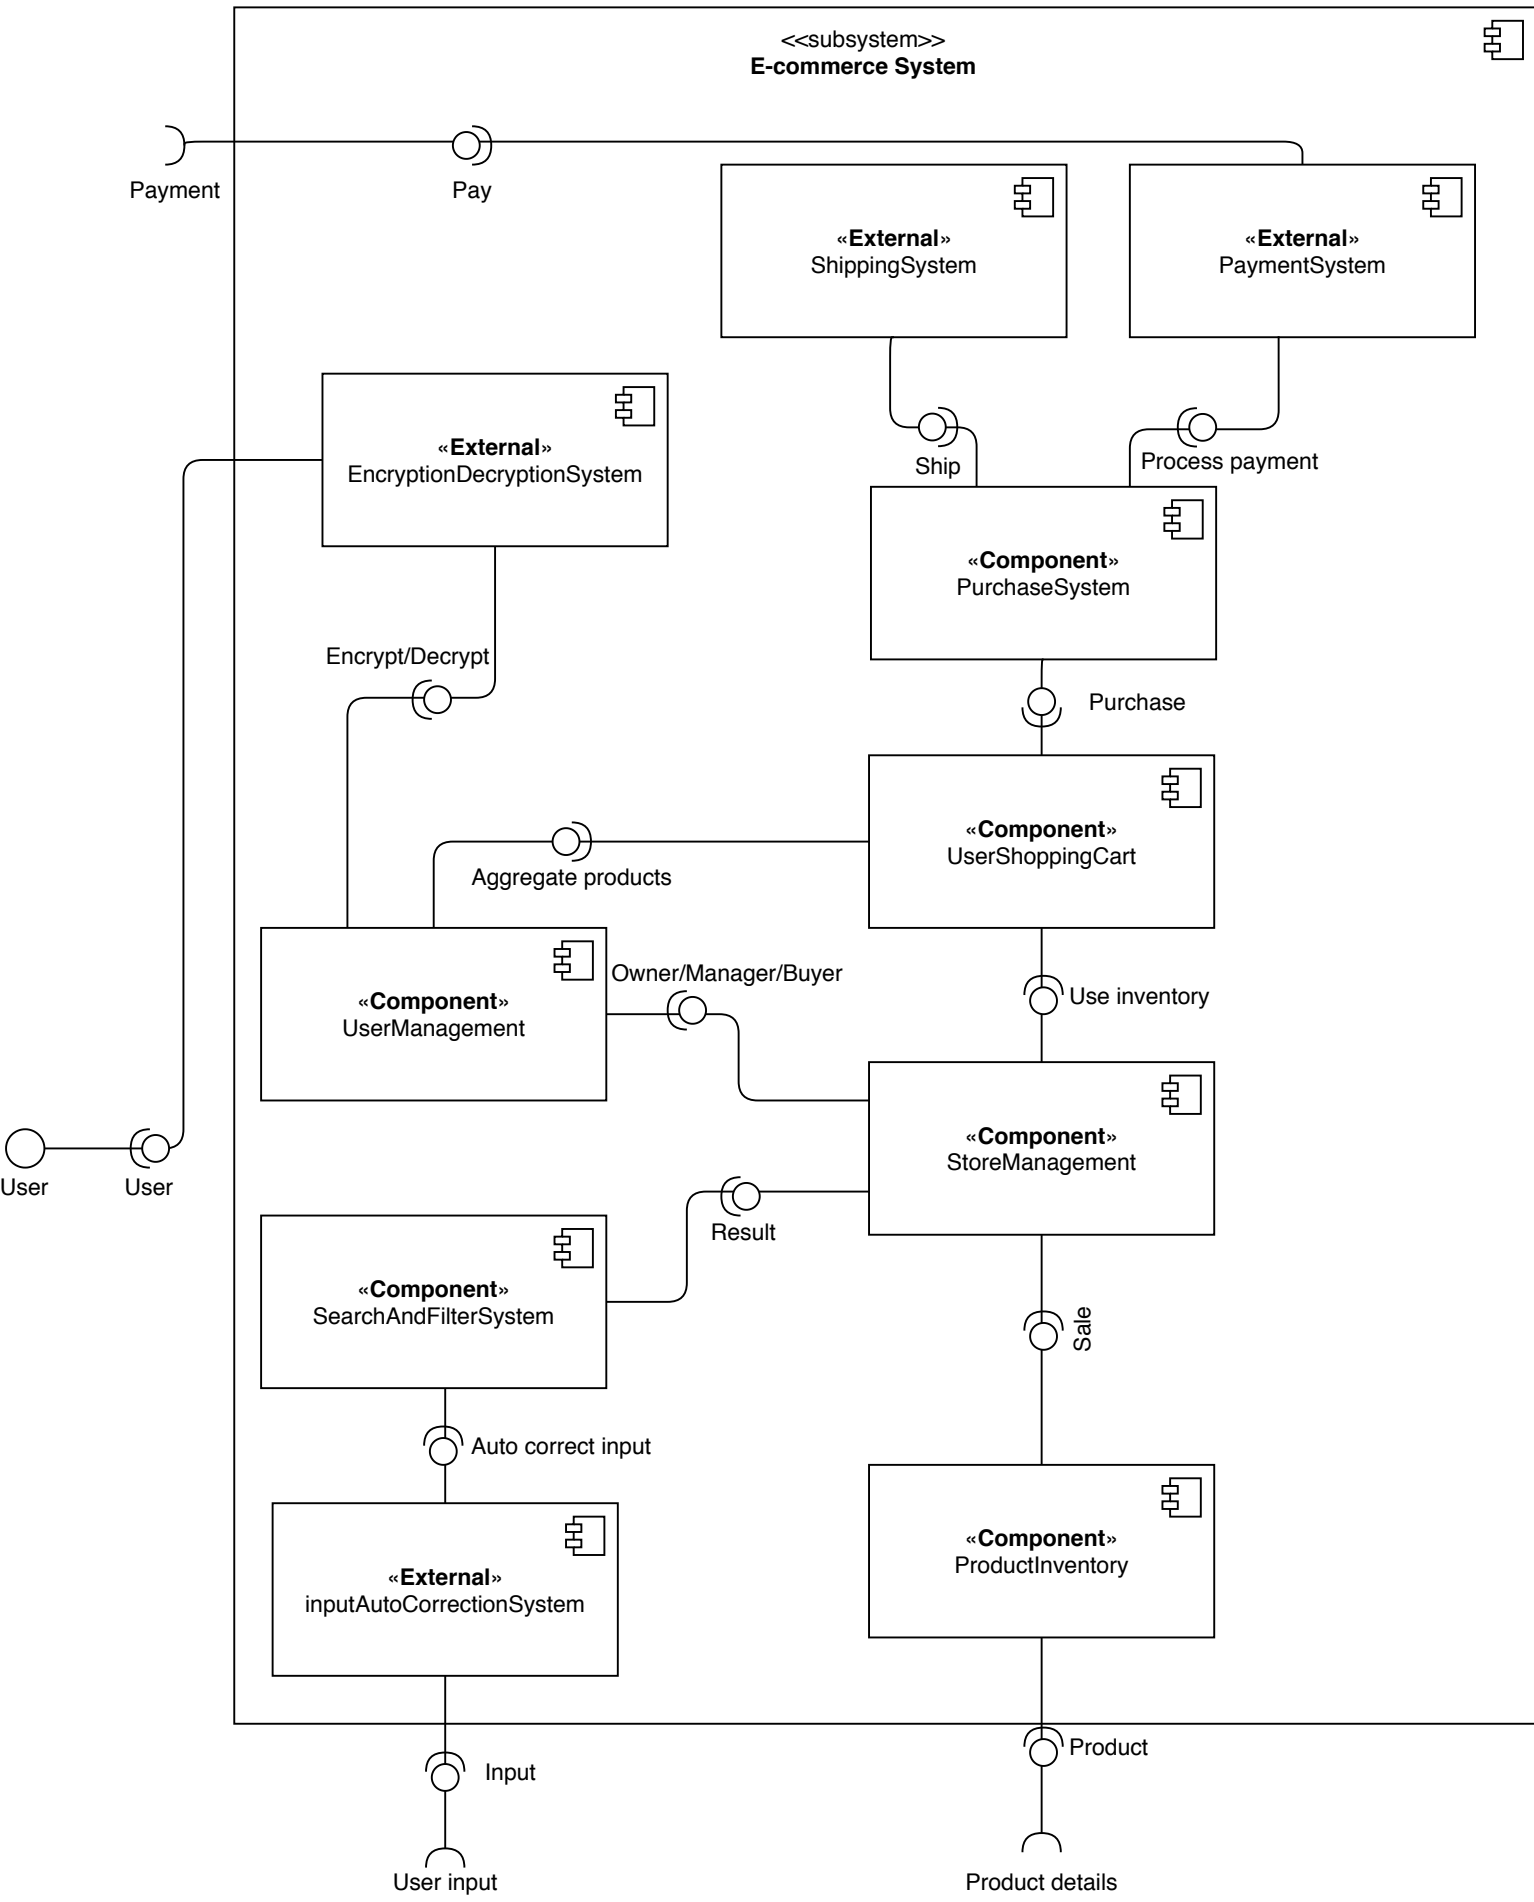 <<subsystem>>
E-commerce System
Payment
Pay
«External»
ShippingSystem
«External»
PaymentSystem
«External»
EncryptionDecryptionSystem
Ship
Process payment
«Component»
PurchaseSystem
Encrypt/Decrypt
Purchase
«Component»
UserShoppingCart
Aggregate products
«Component»
UserManagement
Owner/Manager/Buyer
Use inventory
«Component»
StoreManagement
User
User
Result
«Component»
SearchAndFilterSystem
Sale
Auto correct input
«Component»
ProductInventory
«External»
inputAutoCorrectionSystem
Product
Input
User input
Product details